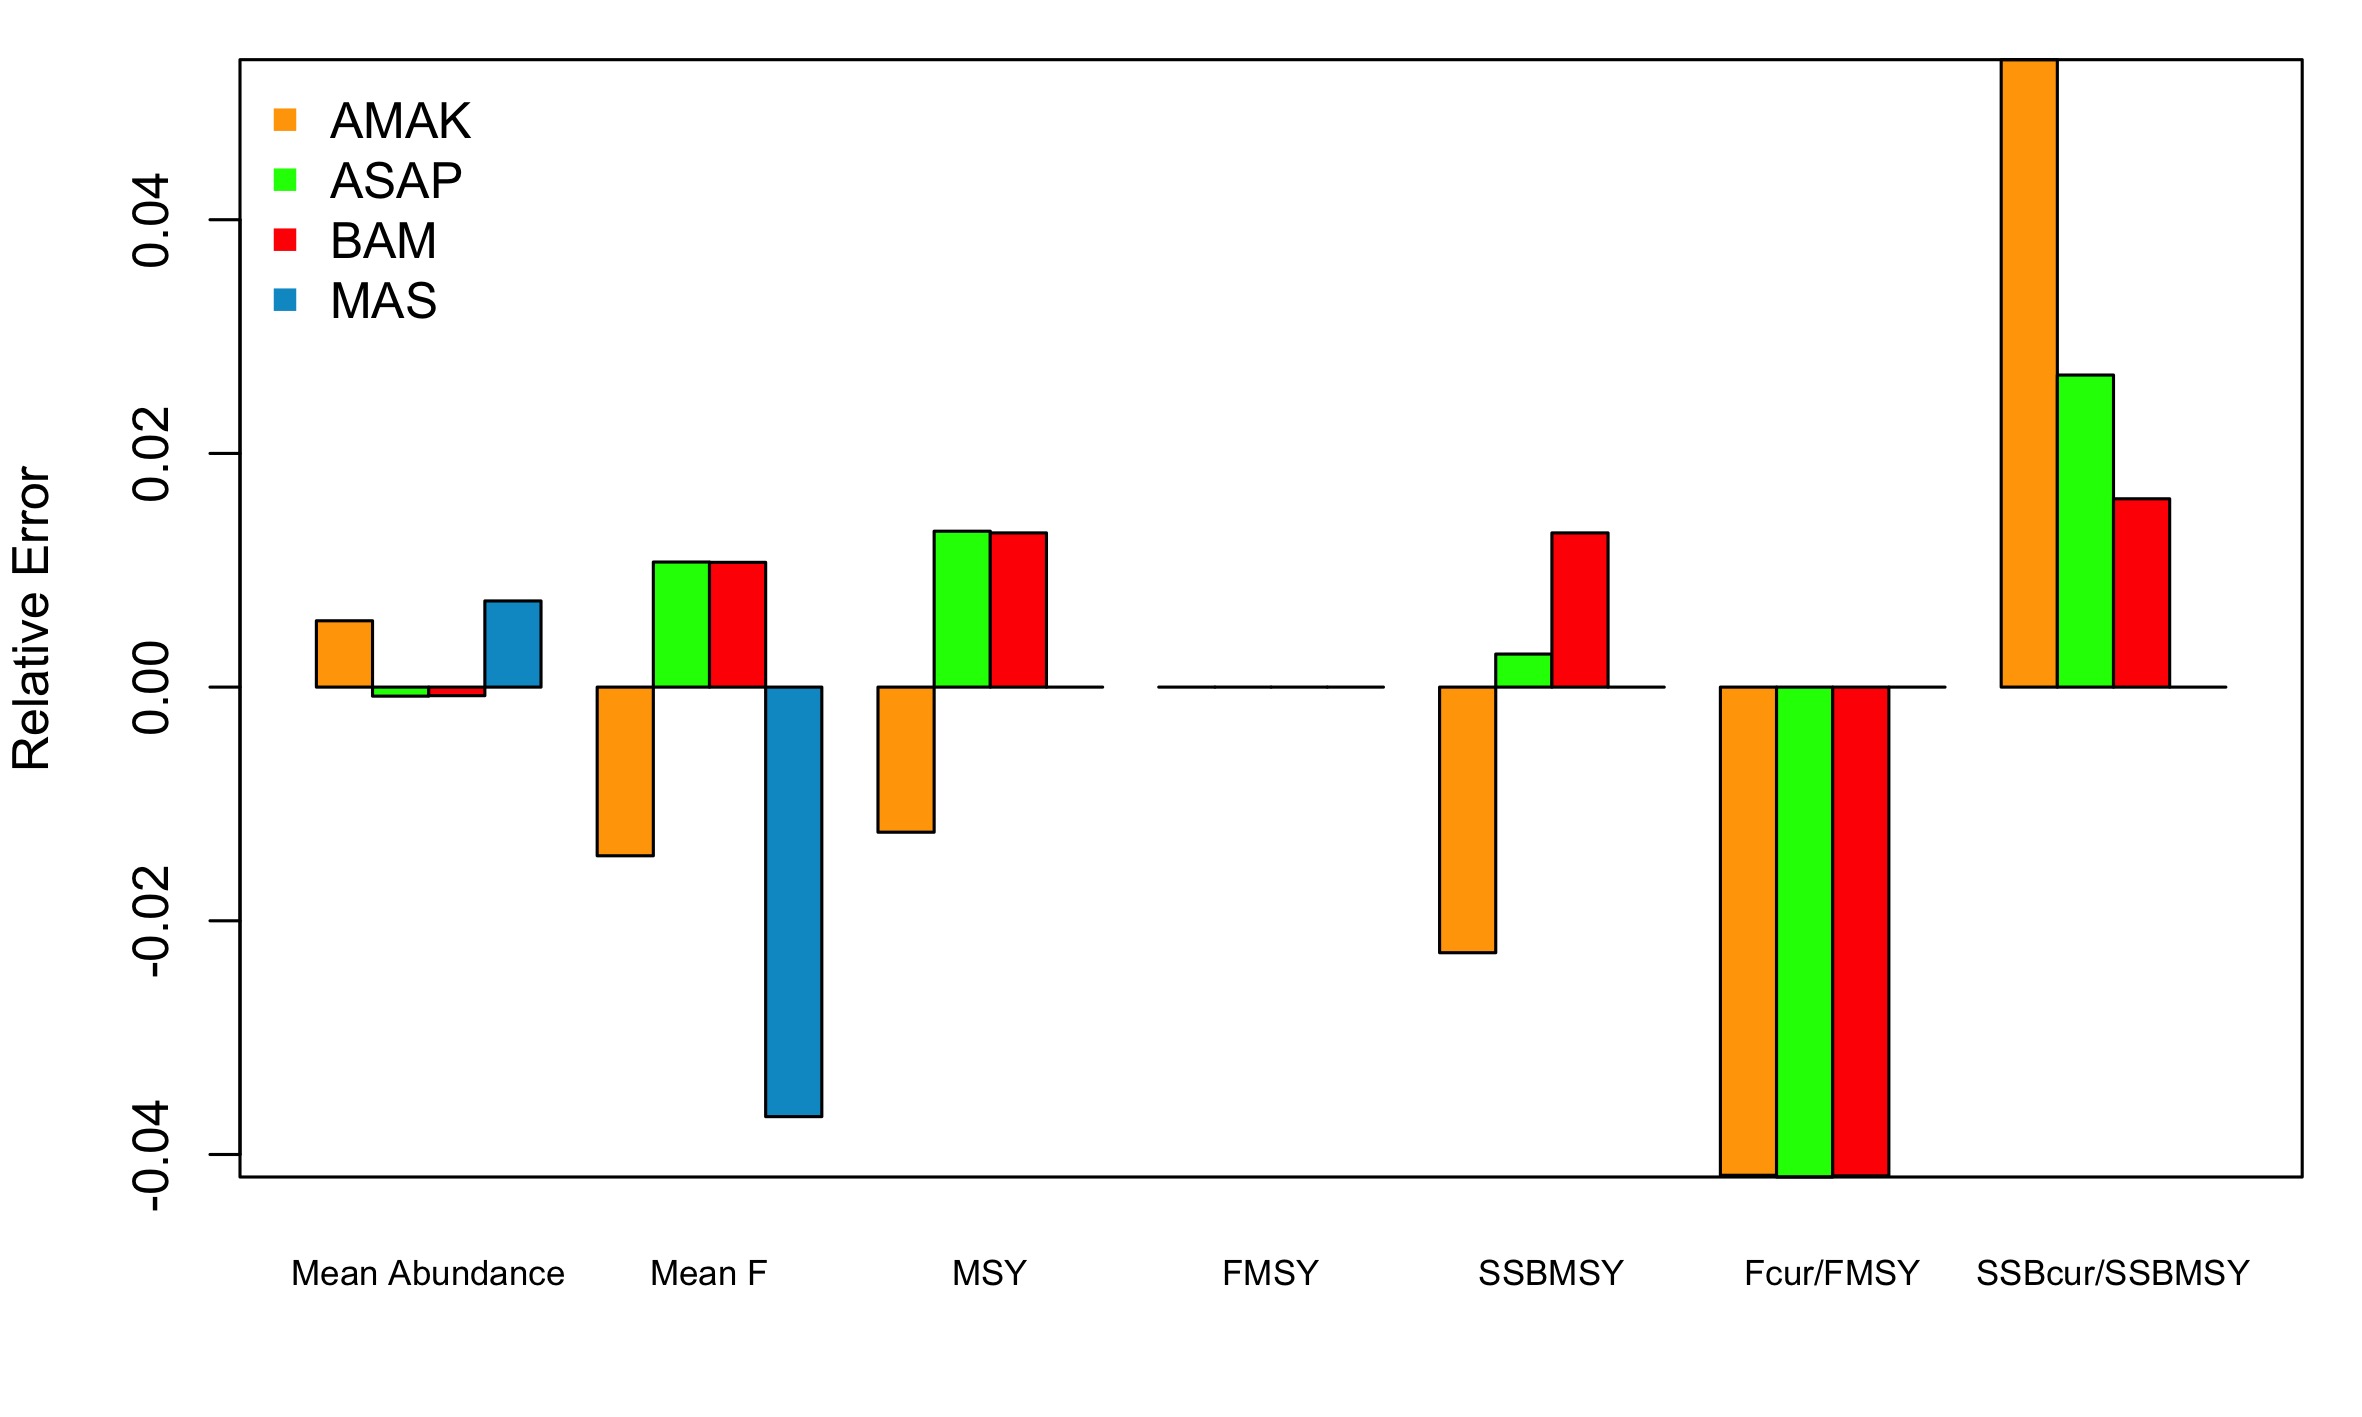 AMAK
ASAP
BAM
MAS
Relative Error
0.04
0.02
0.00
-0.02
-0.04
Mean Abundance Mean F MSY FMSY SSBMSY Fcur/FMSY SSBcur/SSBMSY